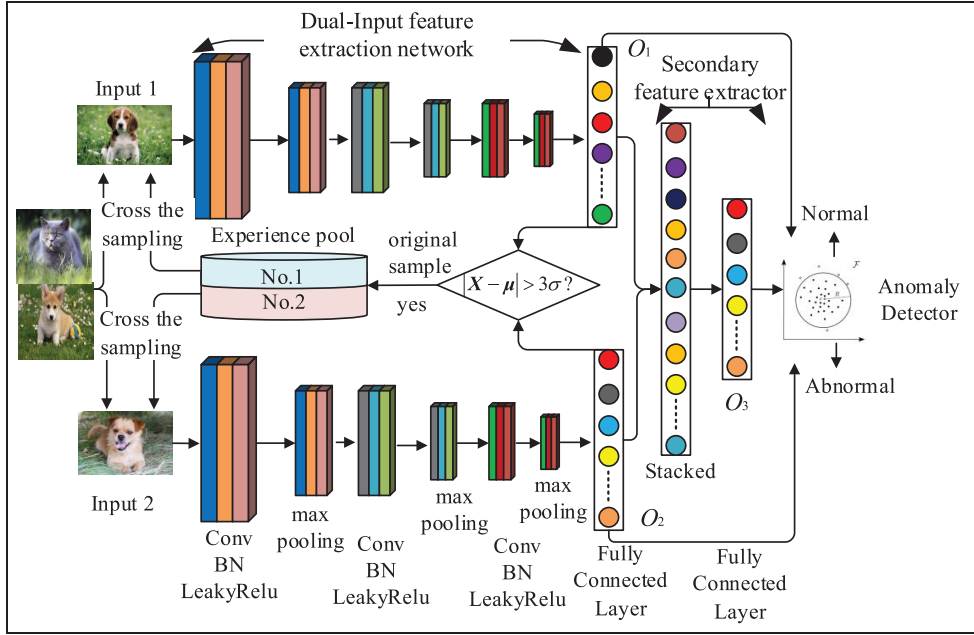 Dual-Input feature
extraction network
O1
Secondary
feature extractor
Input 1
Cross the
sampling
Experience pool
No.1
No.2
original
sample
yes
|X − μ| > 3σ?
Normal
F
R
Anomaly
Detector
Abnormal
Cross the
sampling
O3
Stacked
Input 2
O2
max
pooling
max
pooling
max
pooling
Conv
BN
LeakyRelu
Conv
BN
LeakyRelu
Conv
BN
LeakyRelu
Fully
Connected
Layer
Fully
Connected
Layer